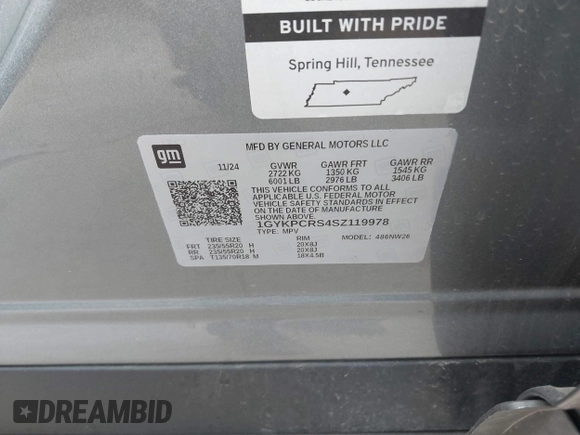 BUILT WITH PRIDE
Spring Hill, Tennessee
gm
MFD BY GENERAL MOTORS LLC
11/24 GVWR GAWR FRT GAWR RR
2722 KG 1350 KG 1545 KG
6001 LB 2976 LB 3406 LB
THIS VEHICLE CONFORMS TO ALL
APPLICABLE U.S. FEDERAL MOTOR
VEHICLE SAFETY STANDARDS IN EFFECT
ON THE DATE OF MANUFACTURE
SHOWN ABOVE.
1GYKPCRS4SZ119978
TYPE: MPV
TIRE SIZE RIM MODEL: 486NW26
FRT 235/55R20 H 20X8J
RR 235/55R20 H 20X8J
SPA T135/70R18 M 18X4.5B
DREAMBID